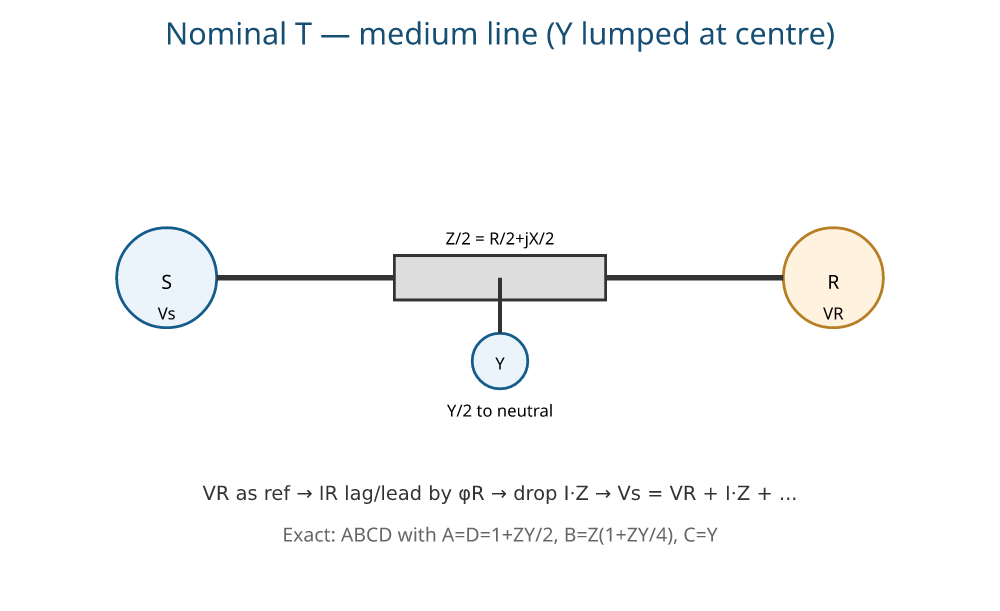 Nominal T — medium line (Y lumped at centre)
Z/2 = R/2+jX/2
S
Vs
R
VR
Y
Y/2 to neutral
VR as ref → IR lag/lead by φR → drop I·Z → Vs = VR + I·Z + ...
Exact: ABCD with A=D=1+ZY/2, B=Z(1+ZY/4), C=Y